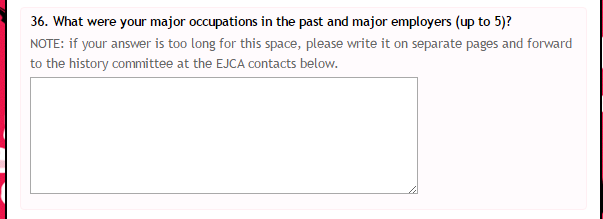 36. What were your major occupations in the past and major employers (up to 5)?
NOTE: if your answer is too long for this space, please write it on separate pages and forward
to the history committee at the EJCA contacts below.